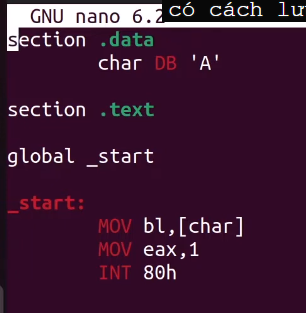 GNU nano 6.2
có cách lư
section .data
char DB 'A'
section .text
global _start
_start:
MOV bl,[char]
MOV eax,1
INT 80h